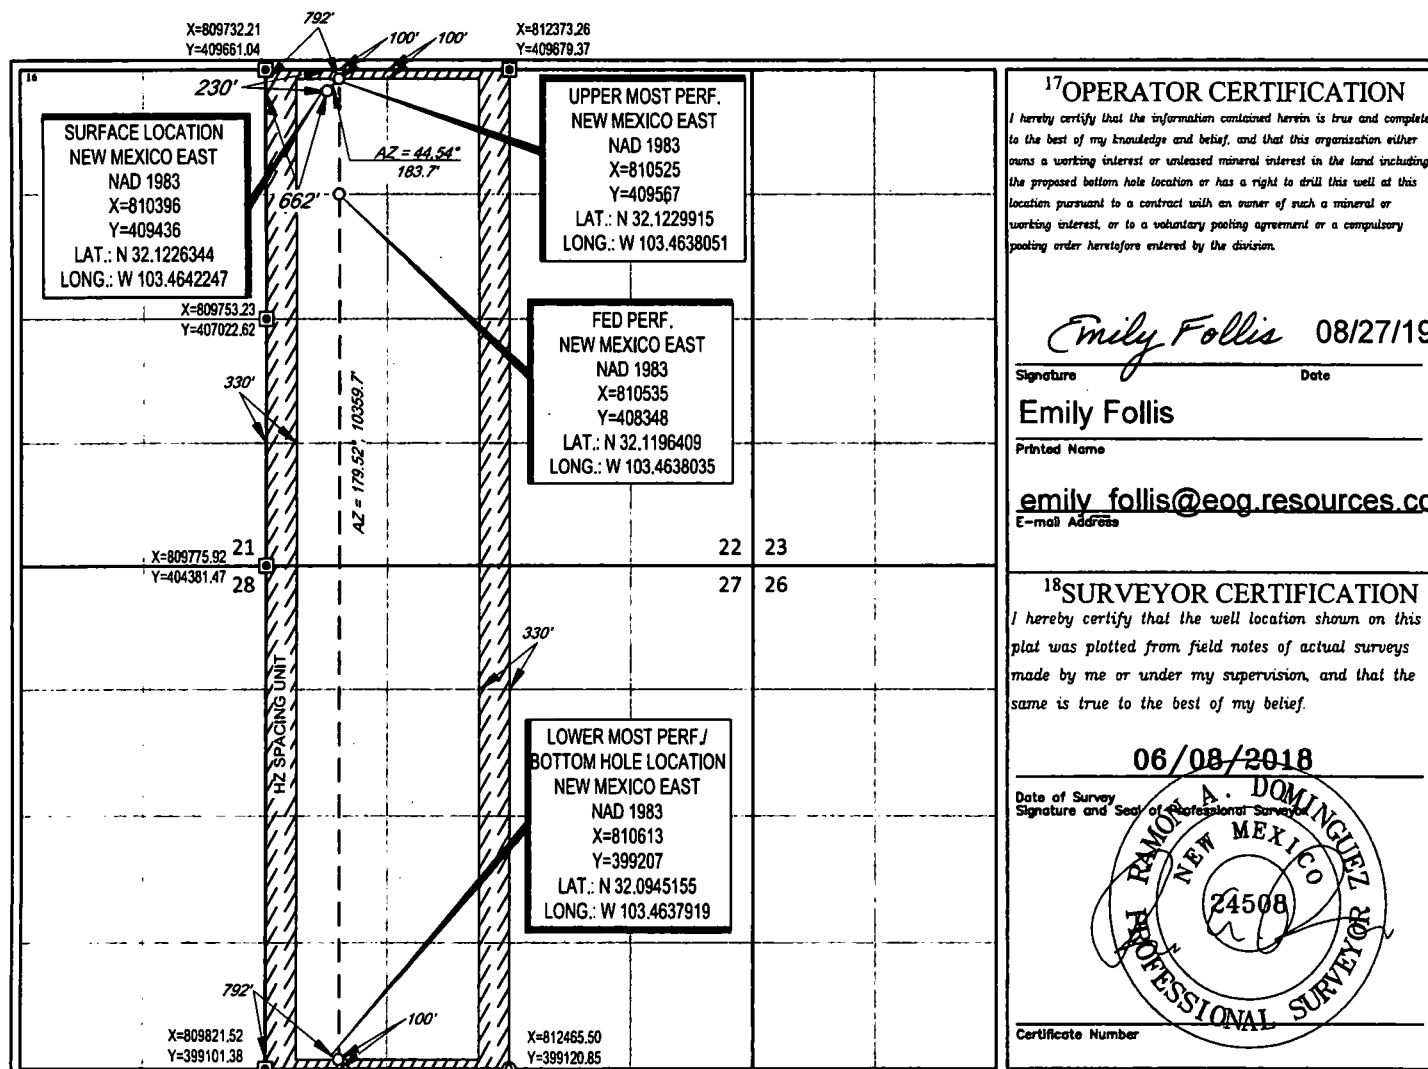 X=809732.21
Y=409661.04
792'
100'
100'
X=812373.26
Y=409679.37
16
230'
SURFACE LOCATION
NEW MEXICO EAST
NAD 1983
X=810396
Y=409436
LAT.: N 32.1226344
LONG.: W 103.4642247
AZ = 44.54°
183.7'
662'
UPPER MOST PERF.
NEW MEXICO EAST
NAD 1983
X=810525
Y=409567
LAT.: N 32.1229915
LONG.: W 103.4638051
X=809753.23
Y=407022.62
FED PERF.
NEW MEXICO EAST
NAD 1983
X=810535
Y=408348
LAT.: N 32.1196409
LONG.: W 103.4638035
330'
AZ = 179.52° 10359.7'
X=809775.92
Y=404381.47
21
28
22 23
27 26
330'
HZ SPACING UNIT
LOWER MOST PERF./
BOTTOM HOLE LOCATION
NEW MEXICO EAST
NAD 1983
X=810613
Y=399207
LAT.: N 32.0945155
LONG.: W 103.4637919
792'
100'
X=809821.52
Y=399101.38
X=812465.50
Y=399120.85
17 OPERATOR CERTIFICATION
I hereby certify that the information contained herein is true and complete
to the best of my knowledge and belief, and that this organization either
owns a working interest or unleased mineral interest in the land including
the proposed bottom hole location or has a right to drill this well at this
location pursuant to a contract with an owner of such a mineral or
working interest, or to a voluntary pooling agreement or a compulsory
pooling order heretofore entered by the division.
Emily Follis 08/27/19
Signature Date
Emily Follis
Printed Name
emily_follis@eog.resources.co
E-mail Address
18 SURVEYOR CERTIFICATION
I hereby certify that the well location shown on this
plat was plotted from field notes of actual surveys
made by me or under my supervision, and that the
same is true to the best of my belief.
06/08/2018
Date of Survey
Signature and Seal of Professional Surveyor:
RAMON A. DOMINGUEZ
NEW MEXICO
24508
PROFESSIONAL SURVEYOR
Certificate Number